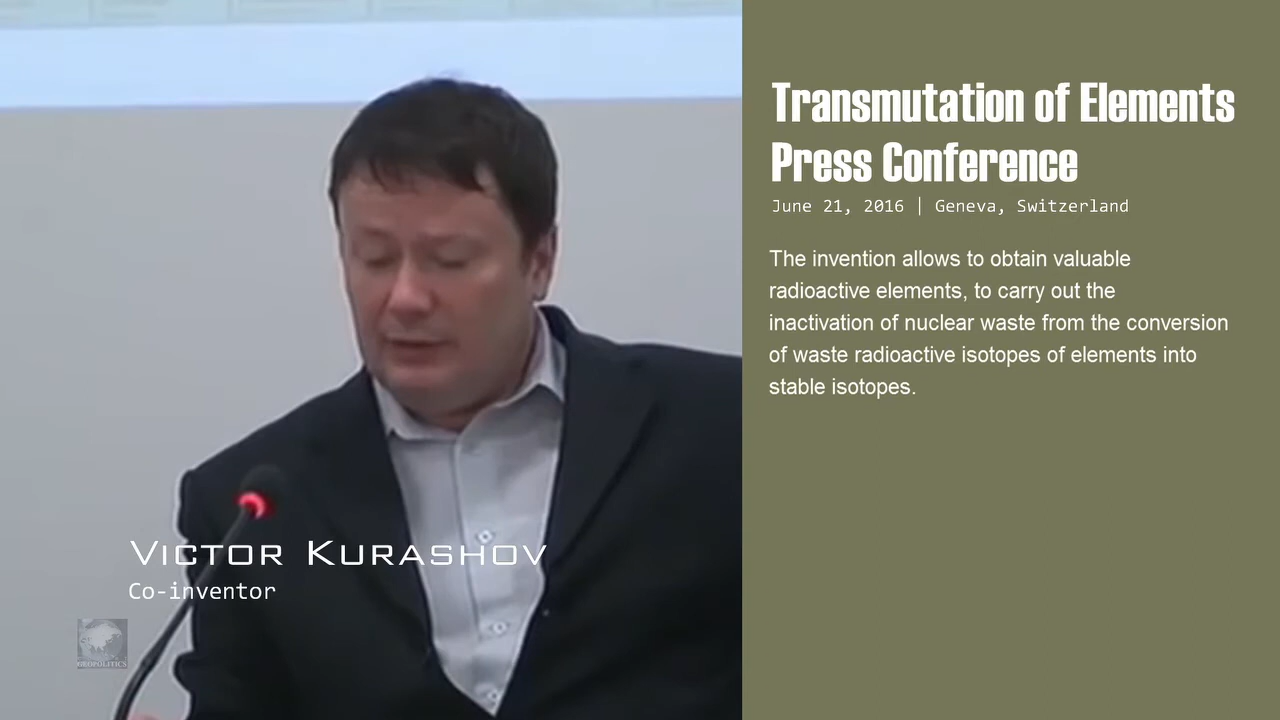 Transmutation of Elements
Press Conference
June 21, 2016 | Geneva, Switzerland
The invention allows to obtain valuable
radioactive elements, to carry out the
inactivation of nuclear waste from the conversion
of waste radioactive isotopes of elements into
stable isotopes.
Victor Kurashov
Co-inventor
GEOPOLITICS